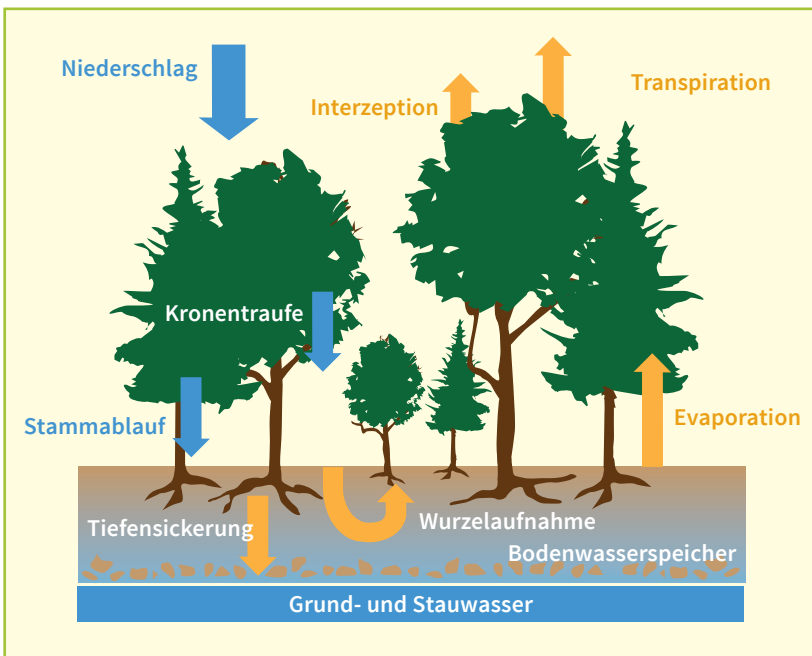 Niederschlag
Interzeption
Transpiration
Kronentraufe
Stammablauf
Evaporation
Tiefensickerung
Wurzelaufnahme
Bodenwasserspeicher
Grund- und Stauwasser